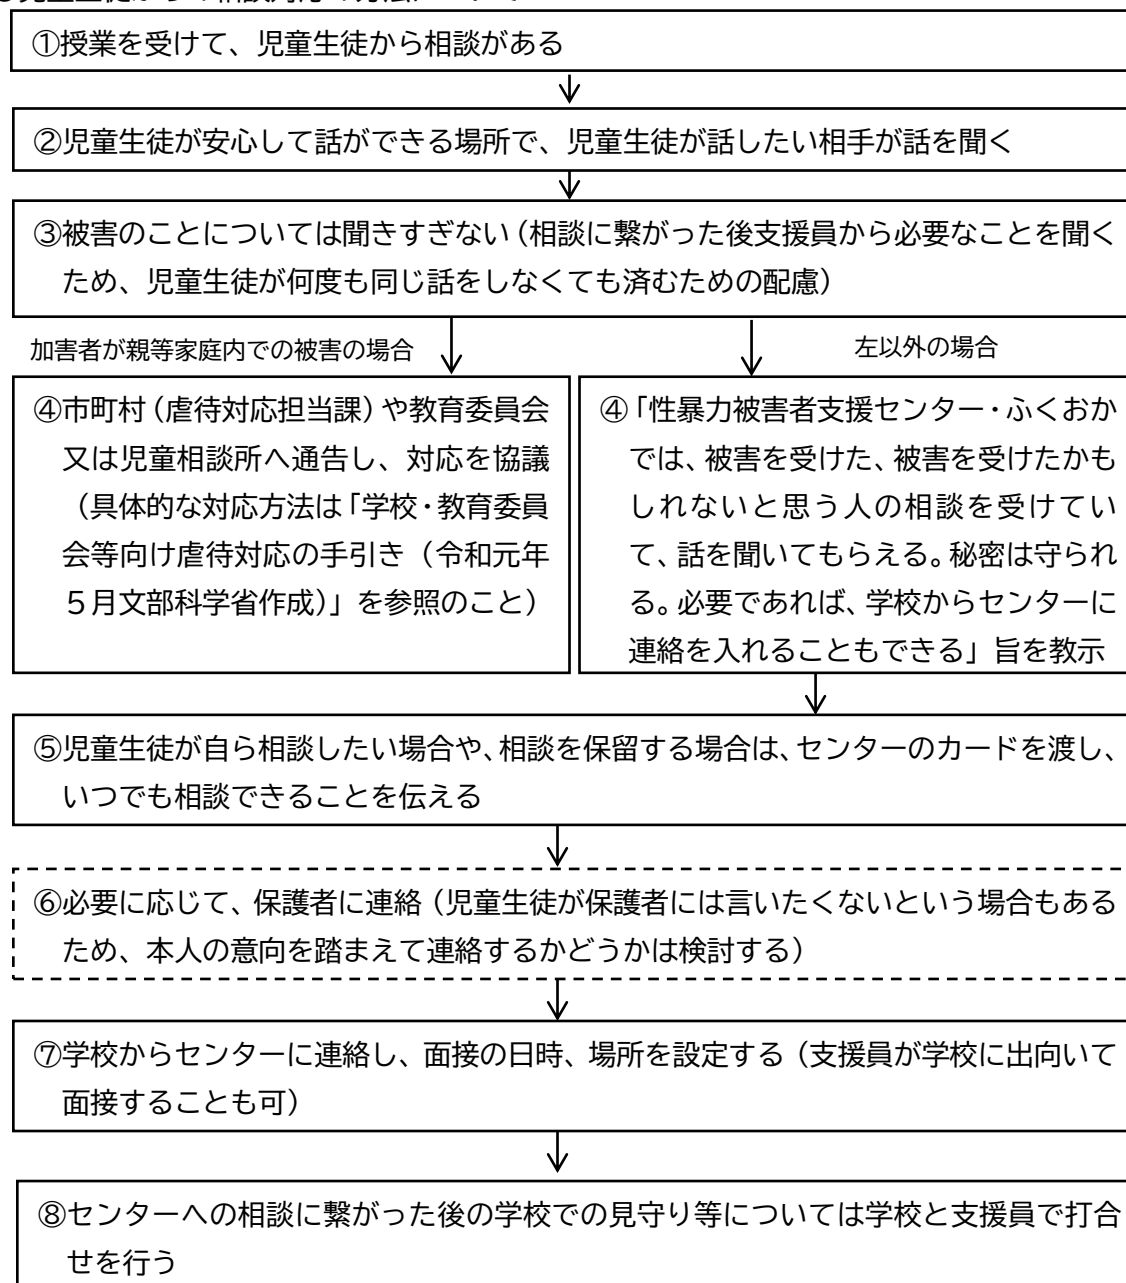 ①授業を受けて、児童生徒から相談がある
②児童生徒が安心して話ができる場所で、児童生徒が話したい相手が話を聞く
③被害のことについては聞きすぎない（相談に繋がった後支援員から必要なことを聞く
ため、児童生徒が何度も同じ話をしなくても済むための配慮）
加害者が親等家庭内での被害の場合
左以外の場合
④市町村（虐待対応担当課）や教育委員会
又は児童相談所へ通告し、対応を協議
（具体的な対応方法は「学校・教育委員
会等向け虐待対応の手引き（令和元年
５月文部科学省作成）」を参照のこと）
④「性暴力被害者支援センター・ふくおか
では、被害を受けた、被害を受けたかも
しれないと思う人の相談を受けてい
て、話を聞いてもらえる。秘密は守られ
る。必要であれば、学校からセンターに
連絡を入れることもできる」旨を教示
⑤児童生徒が自ら相談したい場合や、相談を保留する場合は、センターのカードを渡し、
いつでも相談できることを伝える
⑥必要に応じて、保護者に連絡（児童生徒が保護者には言いたくないという場合もある
ため、本人の意向を踏まえて連絡するかどうかは検討する）
⑦学校からセンターに連絡し、面接の日時、場所を設定する（支援員が学校に出向いて
面接することも可）
⑧センターへの相談に繋がった後の学校での見守り等については学校と支援員で打合
せを行う